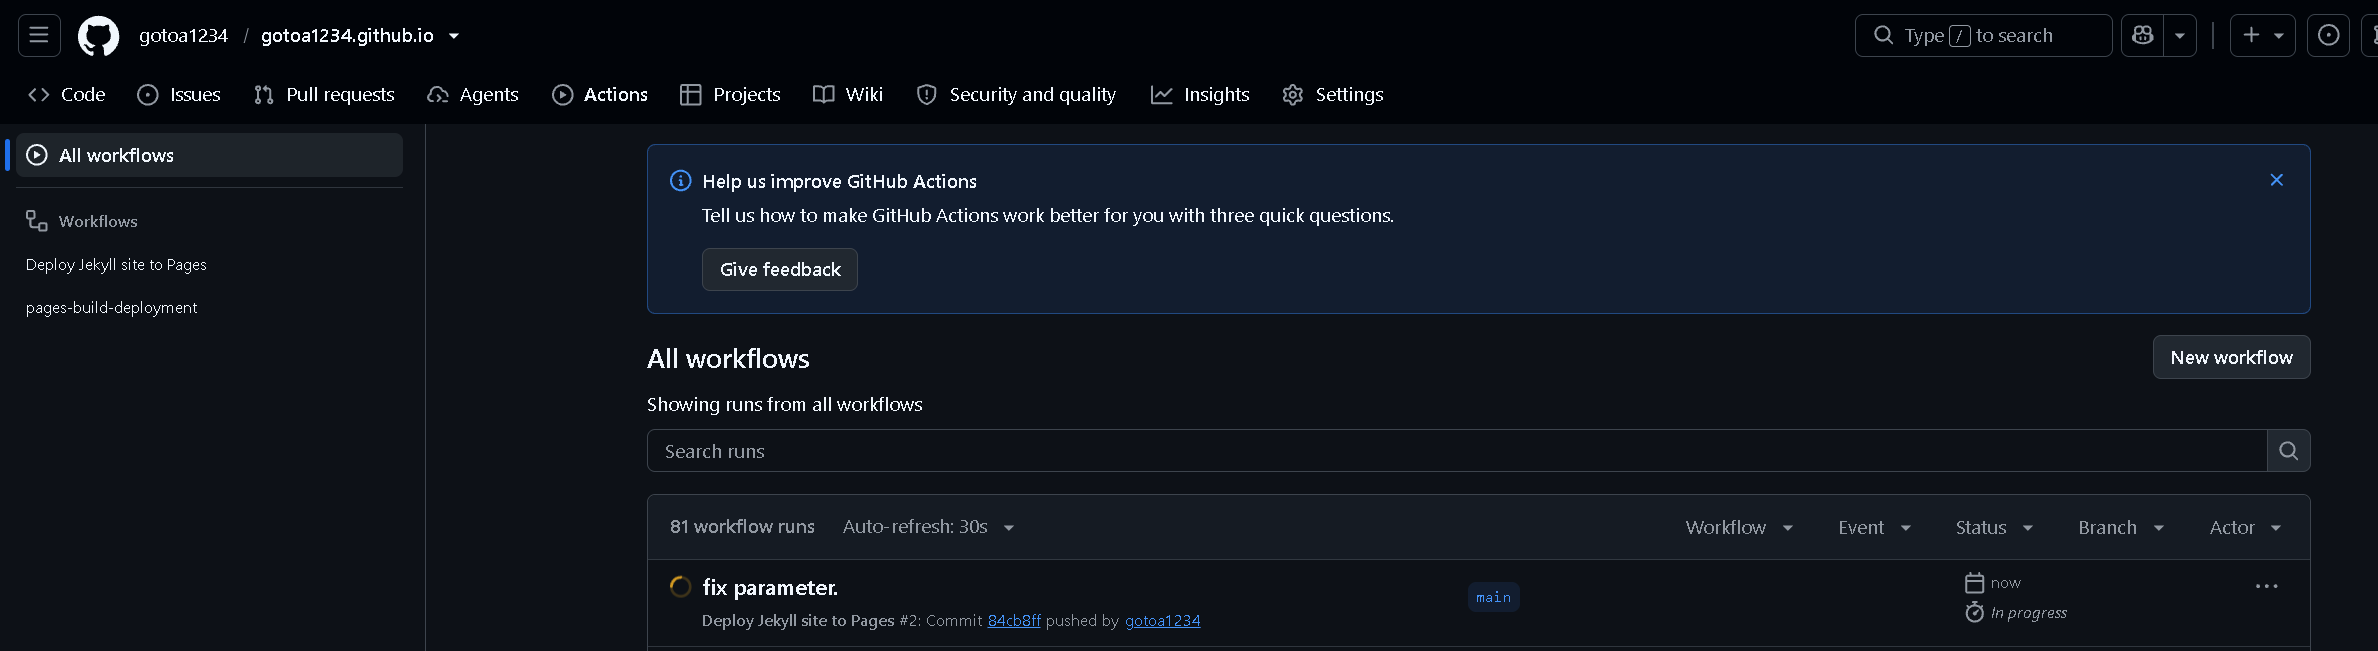 gotoa1234 / gotoa1234.github.io
Type / to search
Code
Issues
Pull requests
Agents
Actions
Projects
Wiki
Security and quality
Insights
Settings
All workflows
Workflows
Deploy Jekyll site to Pages
pages-build-deployment
Help us improve GitHub Actions
Tell us how to make GitHub Actions work better for you with three quick questions.
Give feedback
All workflows
New workflow
Showing runs from all workflows
Search runs
81 workflow runs
Auto-refresh: 30s
Workflow
Event
Status
Branch
Actor
fix parameter.
Deploy Jekyll site to Pages #2: Commit 84cb8ff pushed by gotoa1234
main
now
In progress